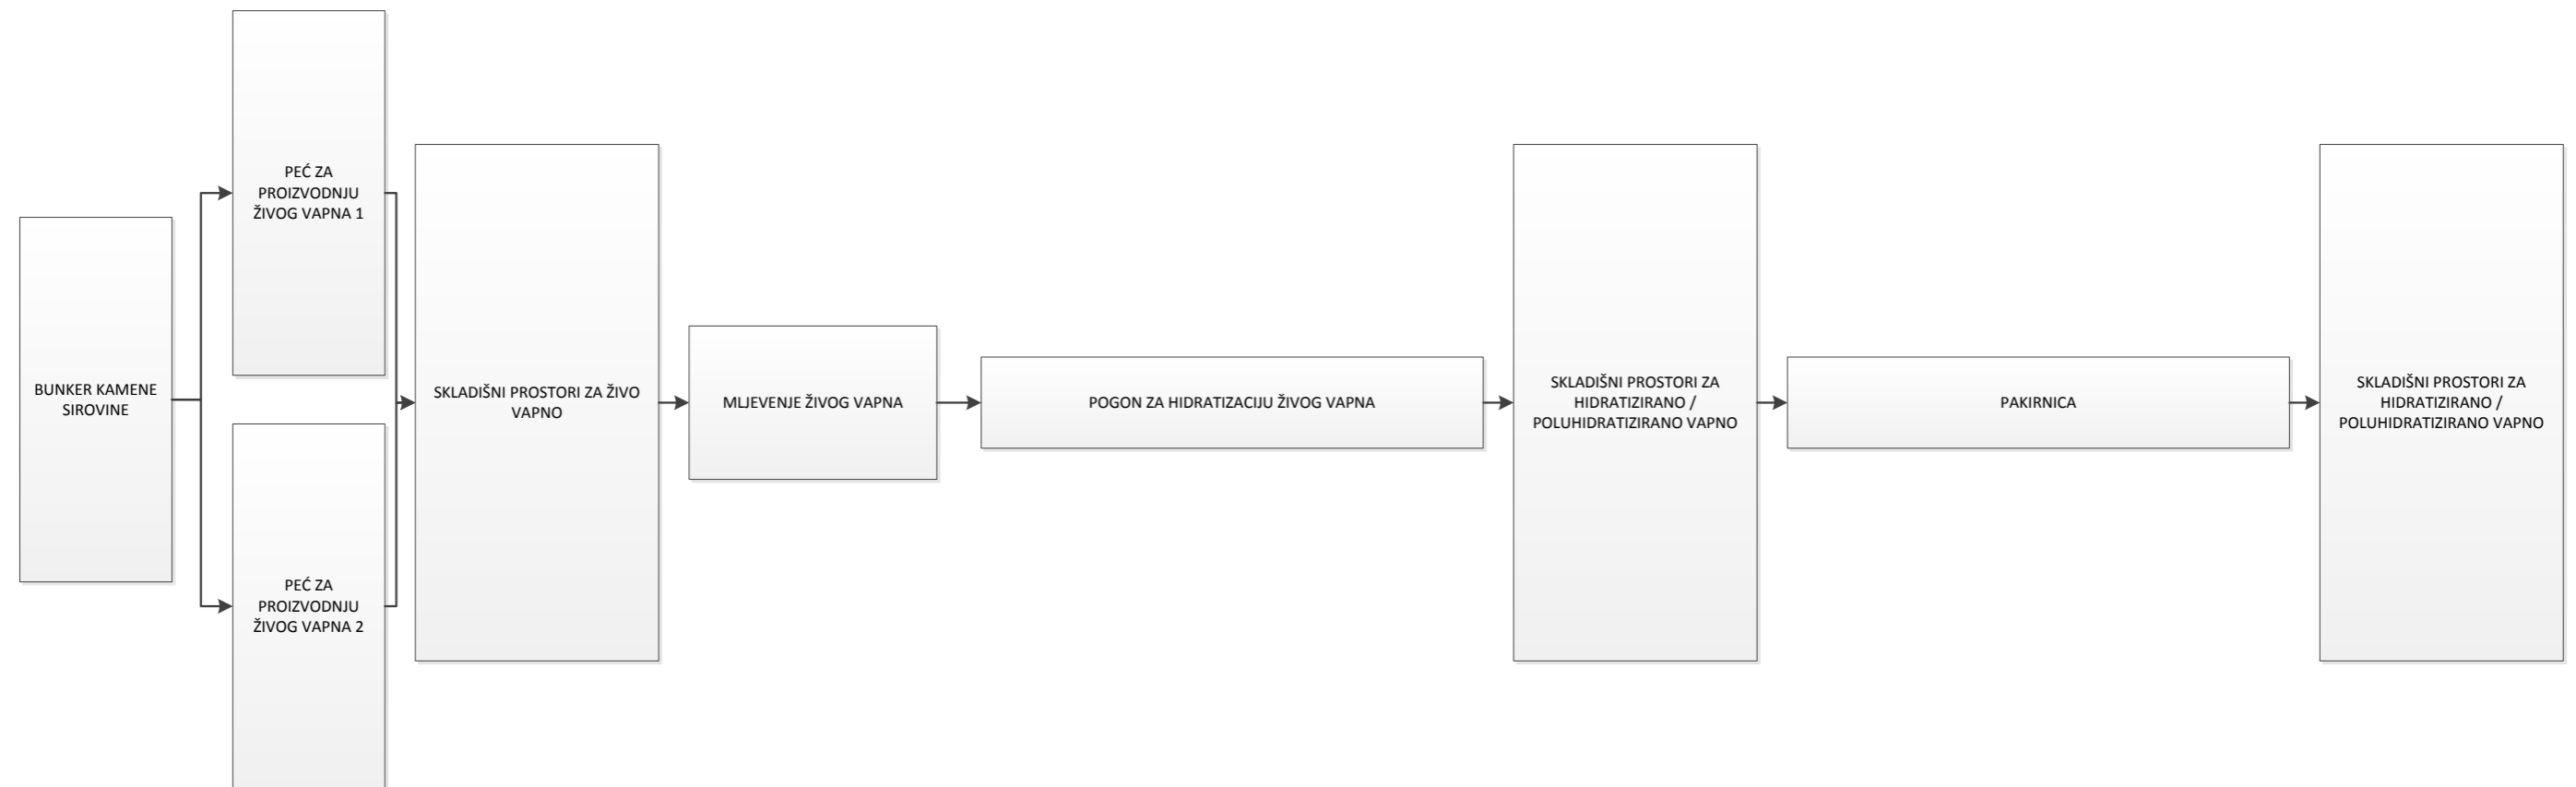 BUNKER KAMENE
SIROVINE
PEĆ ZA
PROIZVODNJU
ŽIVOG VAPNA 1
PEĆ ZA
PROIZVODNJU
ŽIVOG VAPNA 2
SKLADIŠNI PROSTORI ZA ŽIVO
VAPNO
MLJEVENJE ŽIVOG VAPNA
POGON ZA HIDRATIZACIJU ŽIVOG VAPNA
SKLADIŠNI PROSTORI ZA
HIDRATIZIRANO /
POLUHIDRATIZIRANO VAPNO
PAKIRNICA
SKLADIŠNI PROSTORI ZA
HIDRATIZIRANO /
POLUHIDRATIZIRANO VAPNO